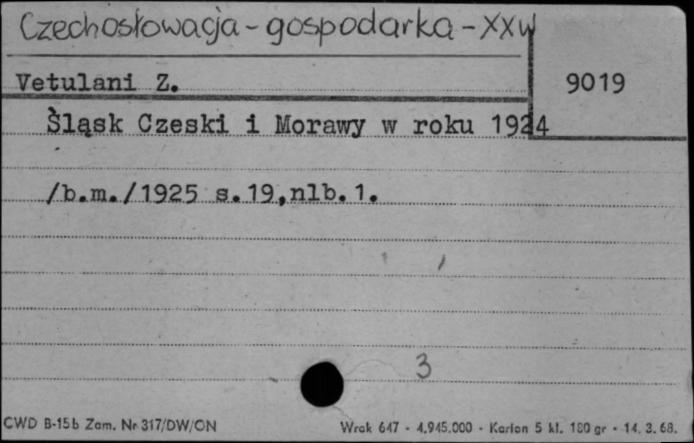 Czechosłowacja - gospodarka - XXw
Vetulani Z.
9019
Śląsk Czeski i Morawy w roku 1924
/b.m./1925 s.19,nlb.1.
3
CWD B-15b Zam. Nr 317/DW/ON
Wrak 647 - 4.945.000 - Karton 5 kl. 180 gr - 14. 3. 68.